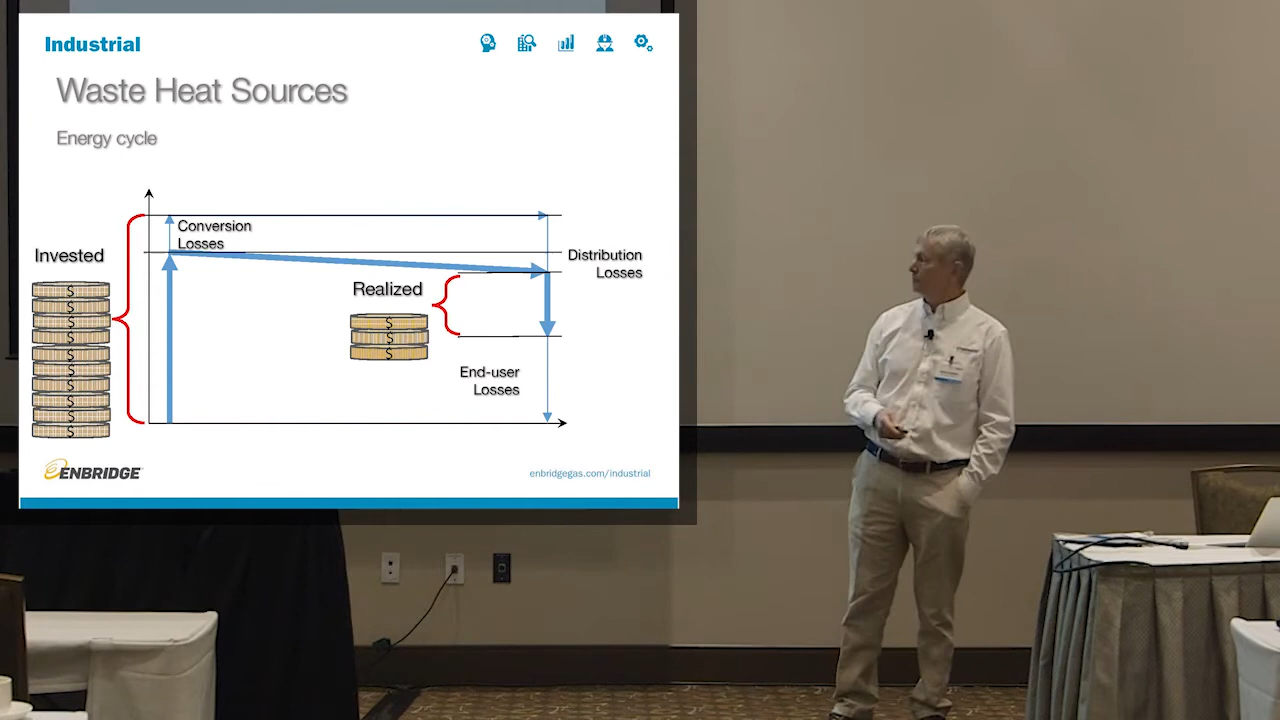 Industrial
Waste Heat Sources
Energy cycle
Conversion
Losses
Invested
Distribution
Losses
Realized
End-user
Losses
$
$
$
$
$
$
$
$
$
$
$
$
$
ENBRIDGE
enbridgegas.com/industrial